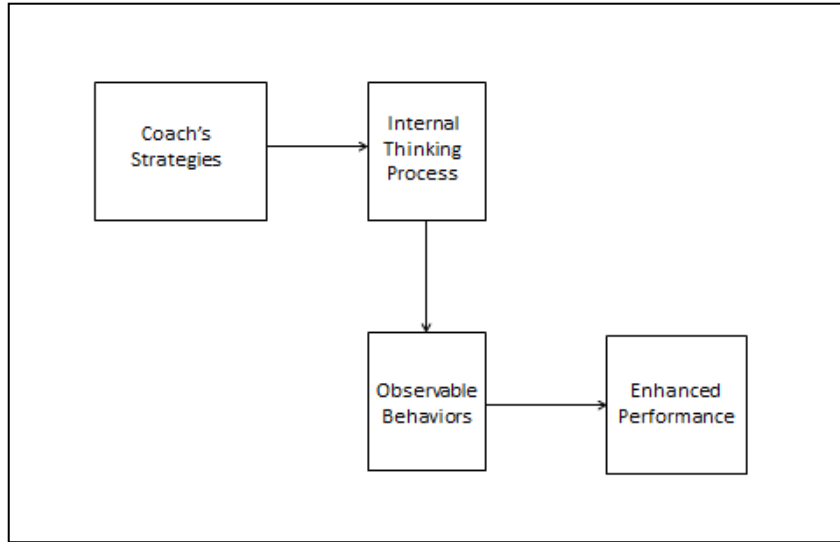 Coach's
Strategies
Internal
Thinking
Process
Observable
Behaviors
Enhanced
Performance